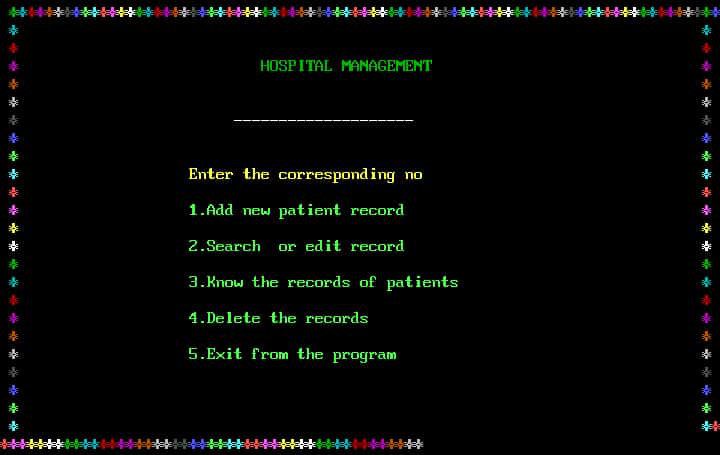 HOSPITAL MANAGEMENT
____________________
Enter the corresponding no
1.Add new patient record
2.Search  or edit record
3.Know the records of patients
4.Delete the records
5.Exit from the program